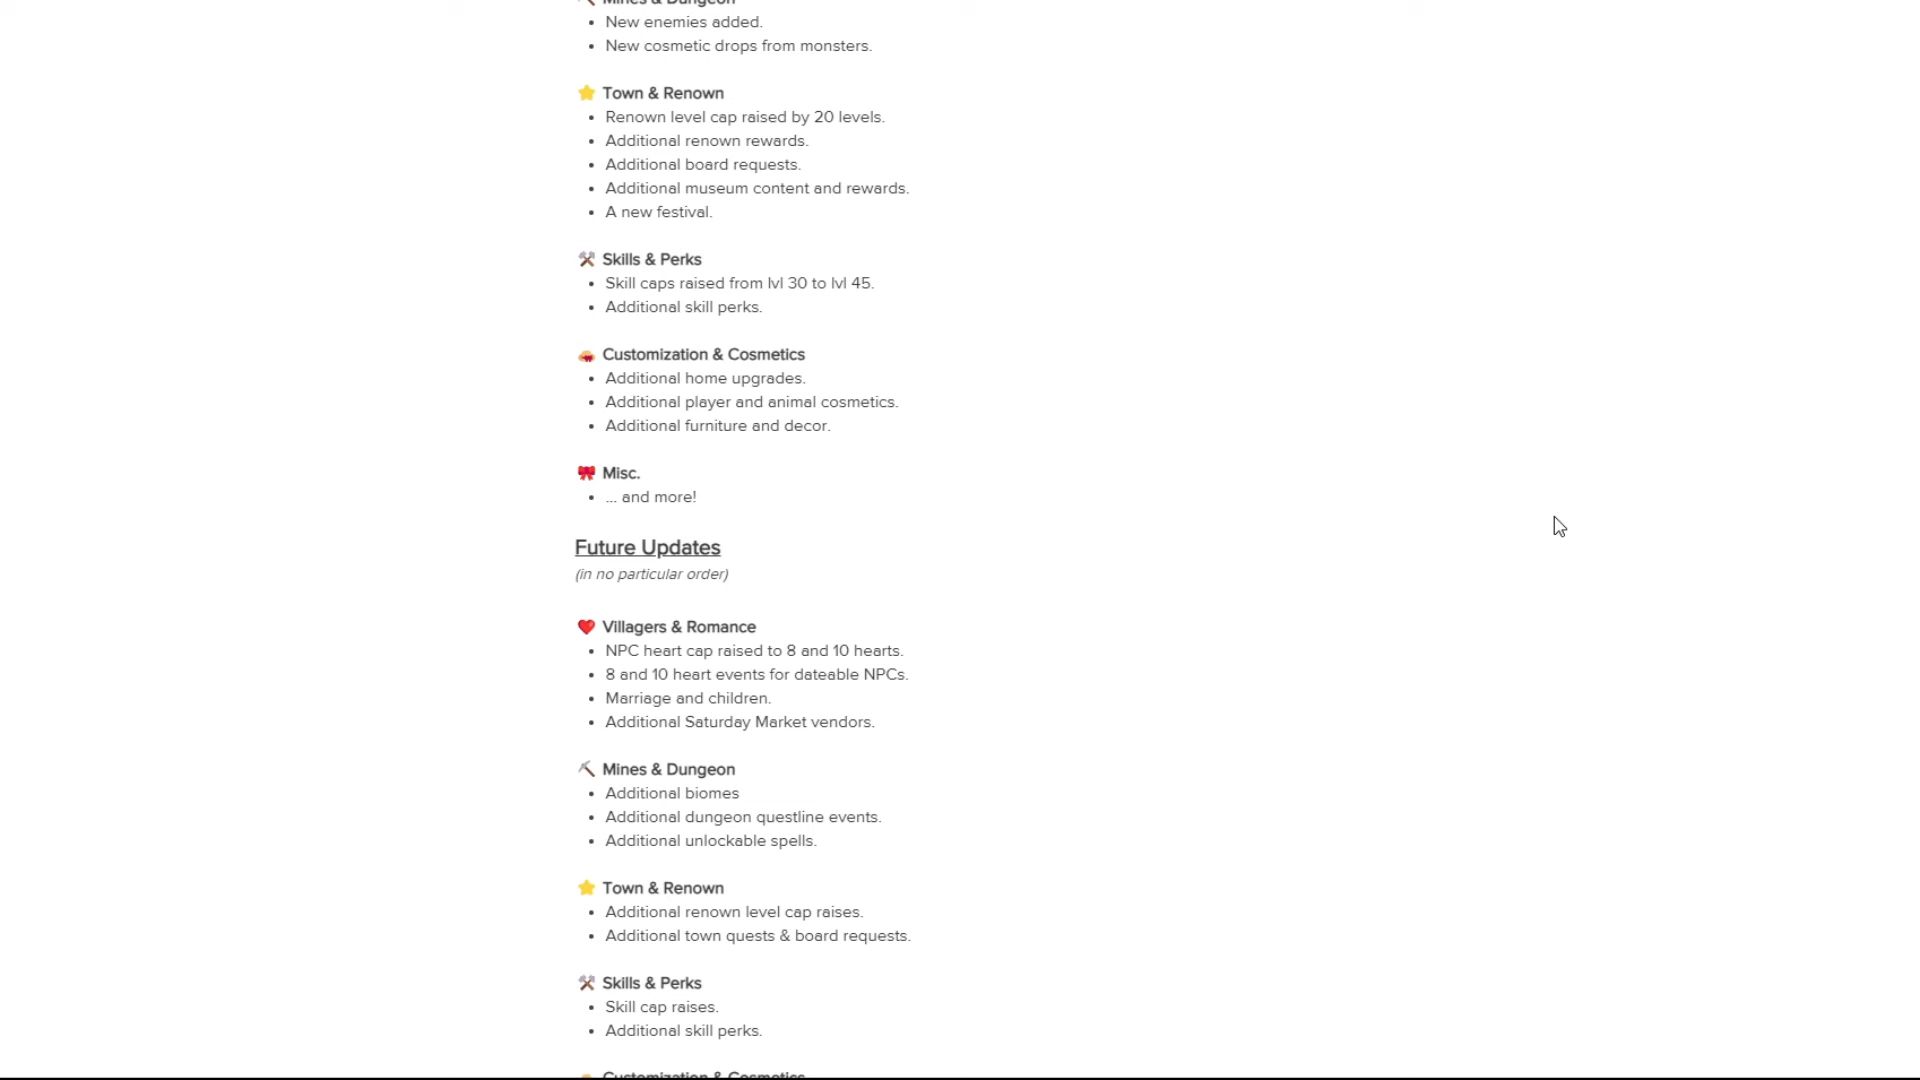 Mines & Dungeon
• New enemies added.
• New cosmetic drops from monsters.
⭐ Town & Renown
• Renown level cap raised by 20 levels.
• Additional renown rewards.
• Additional board requests.
• Additional museum content and rewards.
• A new festival.
⚒️ Skills & Perks
• Skill caps raised from lvl 30 to lvl 45.
• Additional skill perks.
👒 Customization & Cosmetics
• Additional home upgrades.
• Additional player and animal cosmetics.
• Additional furniture and decor.
🎀 Misc.
• ... and more!
Future Updates
(in no particular order)
❤️ Villagers & Romance
• NPC heart cap raised to 8 and 10 hearts.
• 8 and 10 heart events for dateable NPCs.
• Marriage and children.
• Additional Saturday Market vendors.
⛏️ Mines & Dungeon
• Additional biomes
• Additional dungeon questline events.
• Additional unlockable spells.
⭐ Town & Renown
• Additional renown level cap raises.
• Additional town quests & board requests.
⚒️ Skills & Perks
• Skill cap raises.
• Additional skill perks.
Customization & Cosmetics